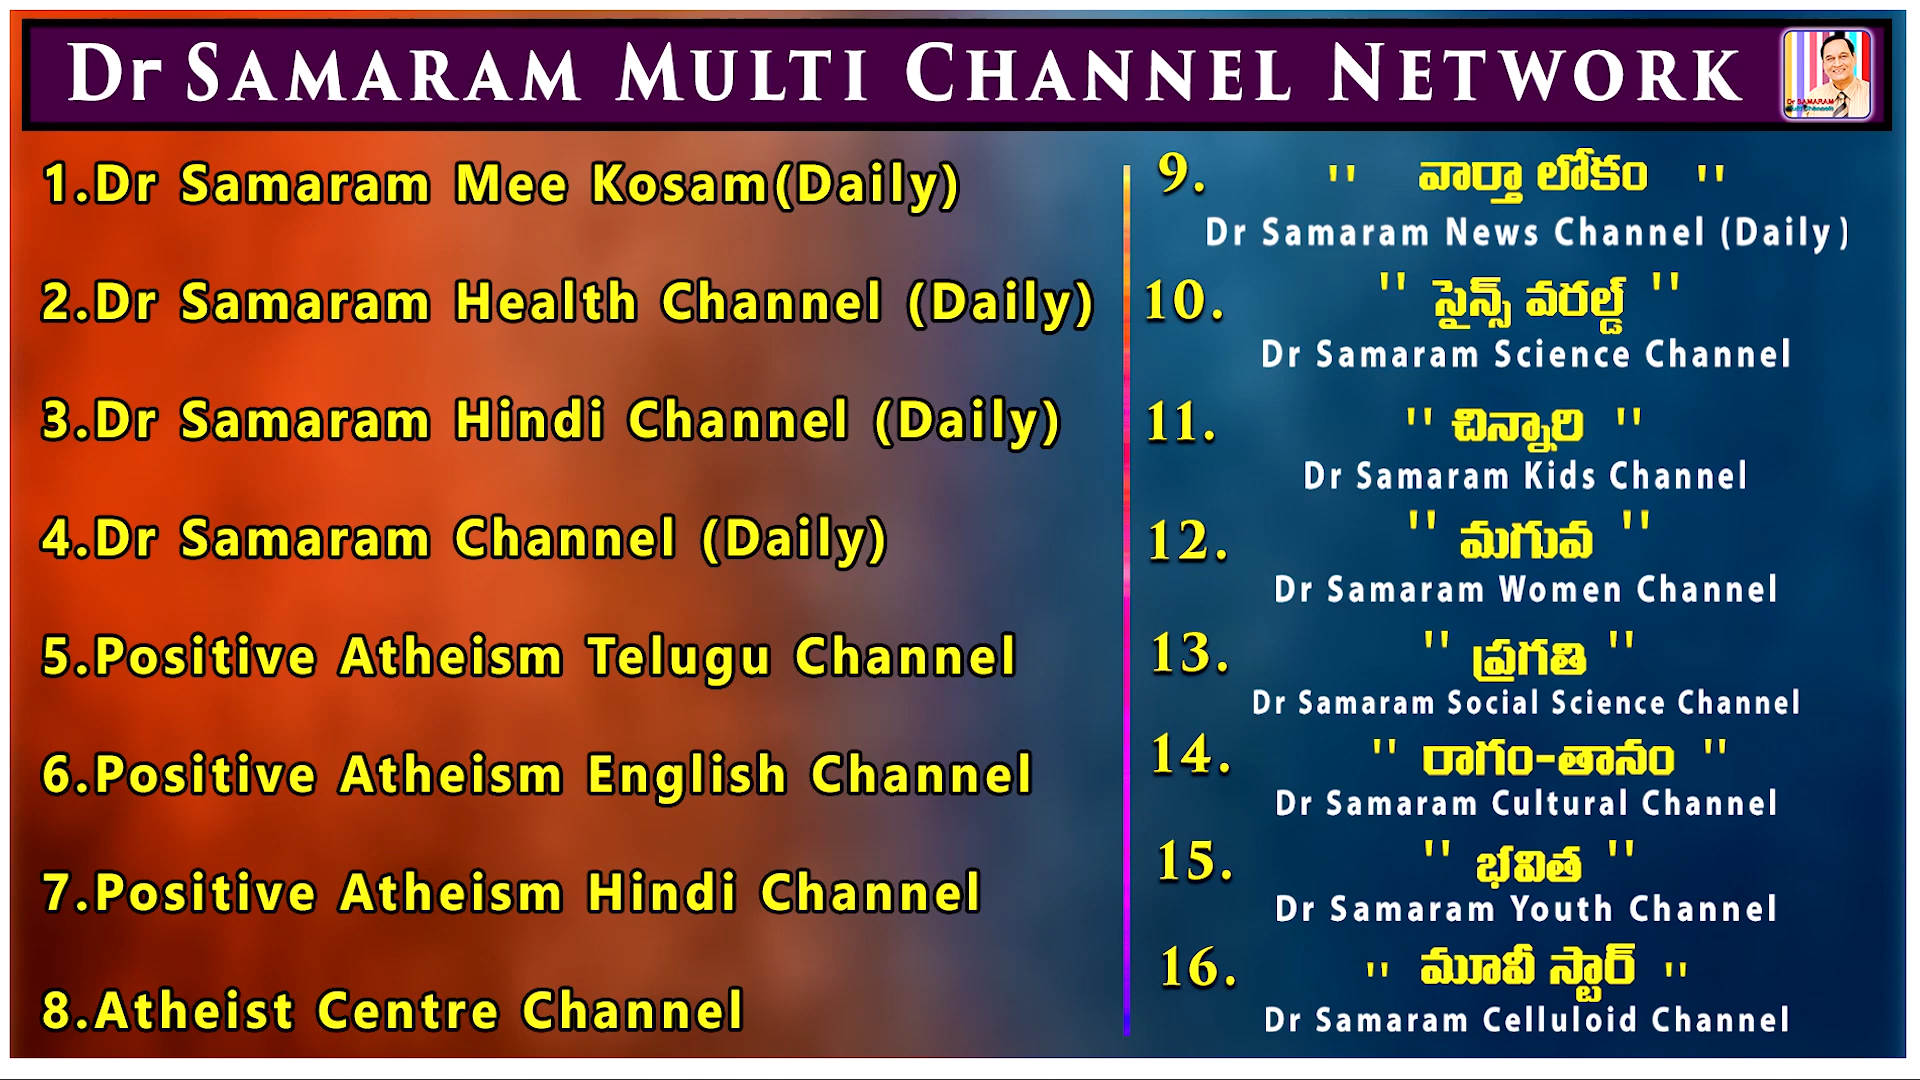 Dr SAMARAM MULTI CHANNEL NETWORK
Dr SAMARAM
1.Dr Samaram Mee Kosam(Daily)
2.Dr Samaram Health Channel (Daily)
3.Dr Samaram Hindi Channel (Daily)
4.Dr Samaram Channel (Daily)
5.Positive Atheism Telugu Channel
6.Positive Atheism English Channel
7.Positive Atheism Hindi Channel
8.Atheist Centre Channel
9. " వార్తా లోకం "
Dr Samaram News Channel (Daily)
10. " సైన్స్ వరల్డ్ "
Dr Samaram Science Channel
11. " చిన్నారి "
Dr Samaram Kids Channel
12. " మగువ "
Dr Samaram Women Channel
13. " ప్రగతి "
Dr Samaram Social Science Channel
14. " రాగం-తానం "
Dr Samaram Cultural Channel
15. " భవిత "
Dr Samaram Youth Channel
16. " మూవీ స్టార్ "
Dr Samaram Celluloid Channel